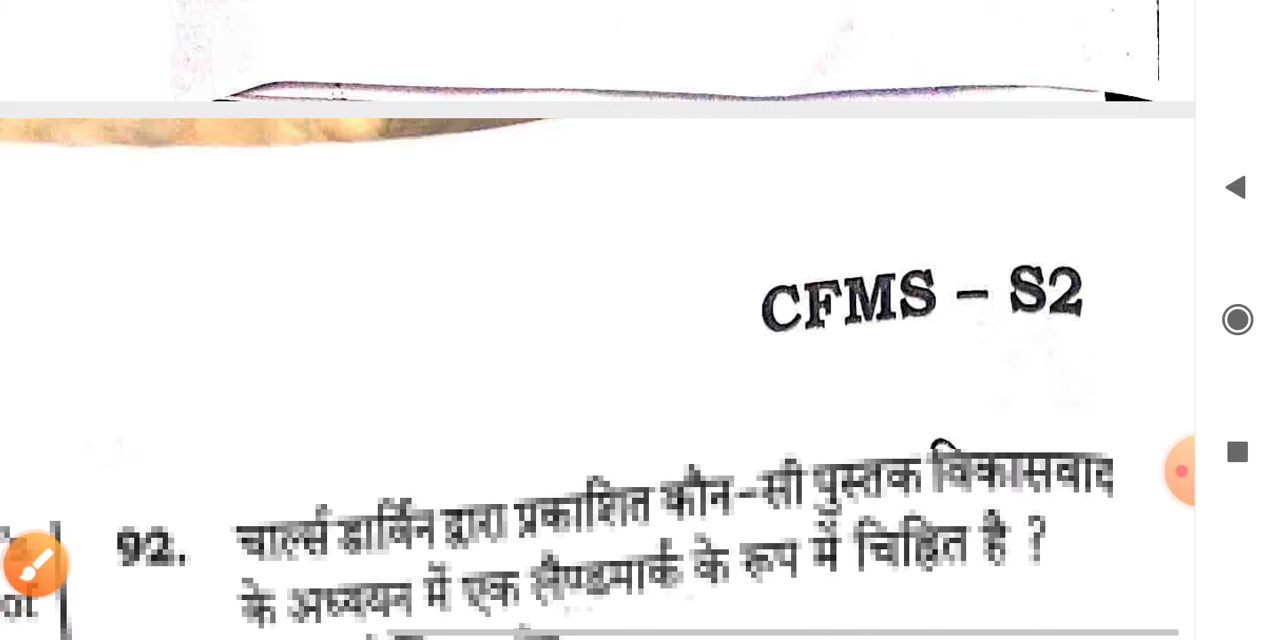 CFMS – S2
92. चार्ल्स डार्विन द्वारा प्रकाशित कौन-सी पुस्तक विकासवाद
के अध्ययन में एक लैण्डमार्क के रूप में चिह्नित है ?